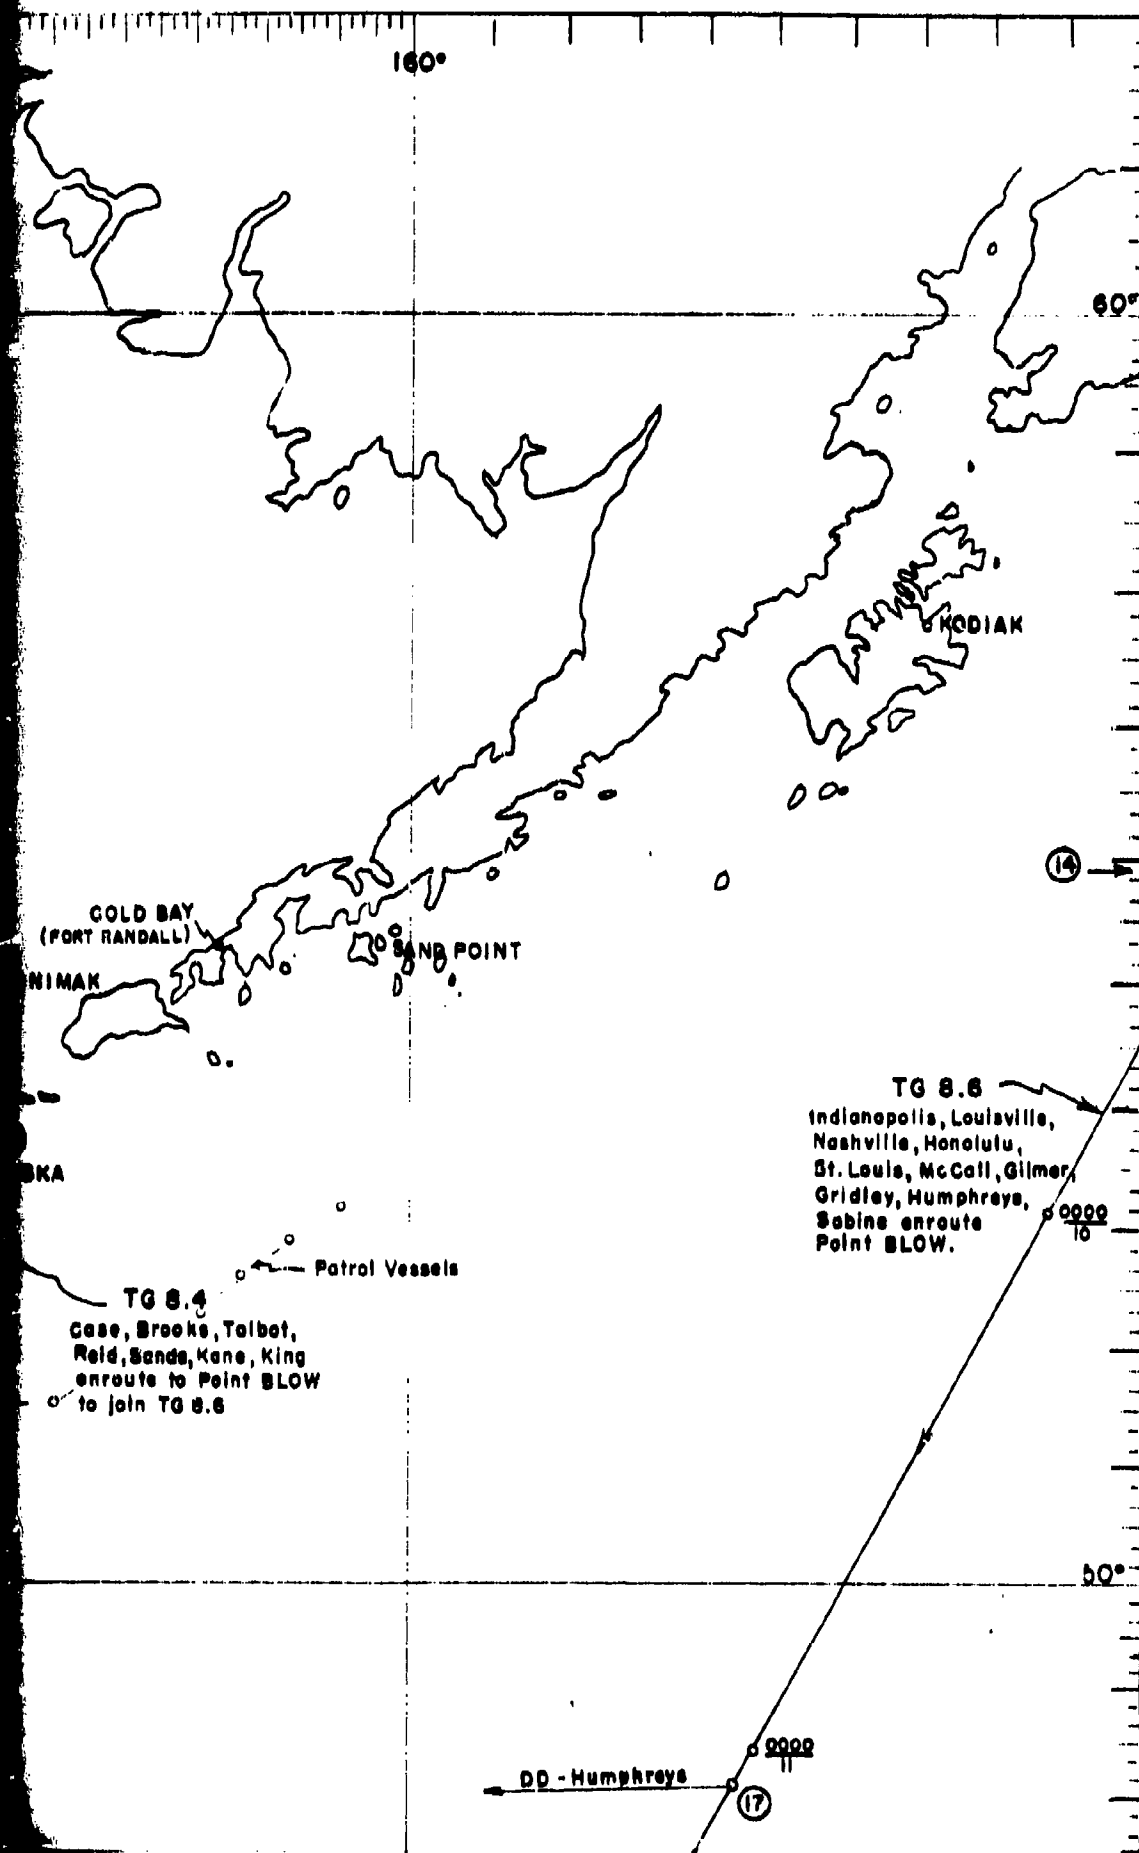 160°
60°
KODIAK
14
COLD BAY
(FORT RANDALL)
SAND POINT
NIMAK
TG 8.6
Indianapolis, Louisville,
Nashville, Honolulu,
St. Louis, McCall, Gilmer,
Gridley, Humphreys,
Sabine enroute
Point BLOW.
0000
10
SKA
Patrol Vessels
TG 8.4
Case, Brooks, Talbot,
Reid, Sands, Kane, King
enroute to Point BLOW
to join TG 8.6
50°
0000
11
DD - Humphreys
17